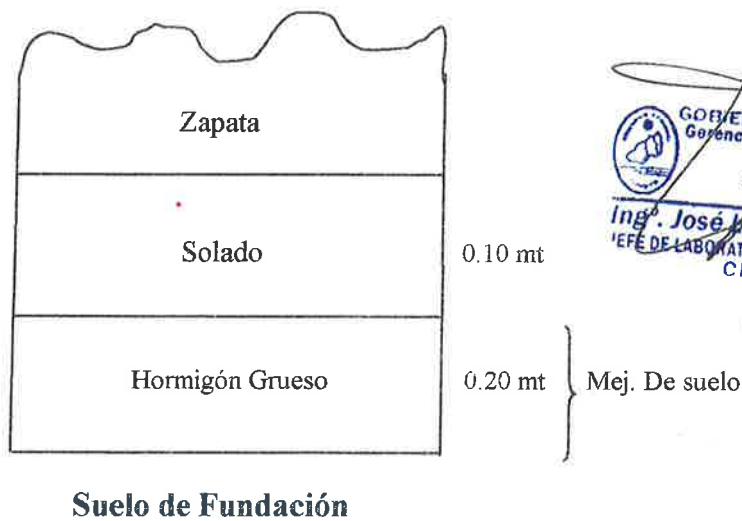 Zapata
Solado
0.10 mt
Hormigón Grueso
0.20 mt
Mej. De suelo
Suelo de Fundación
Ing°. José